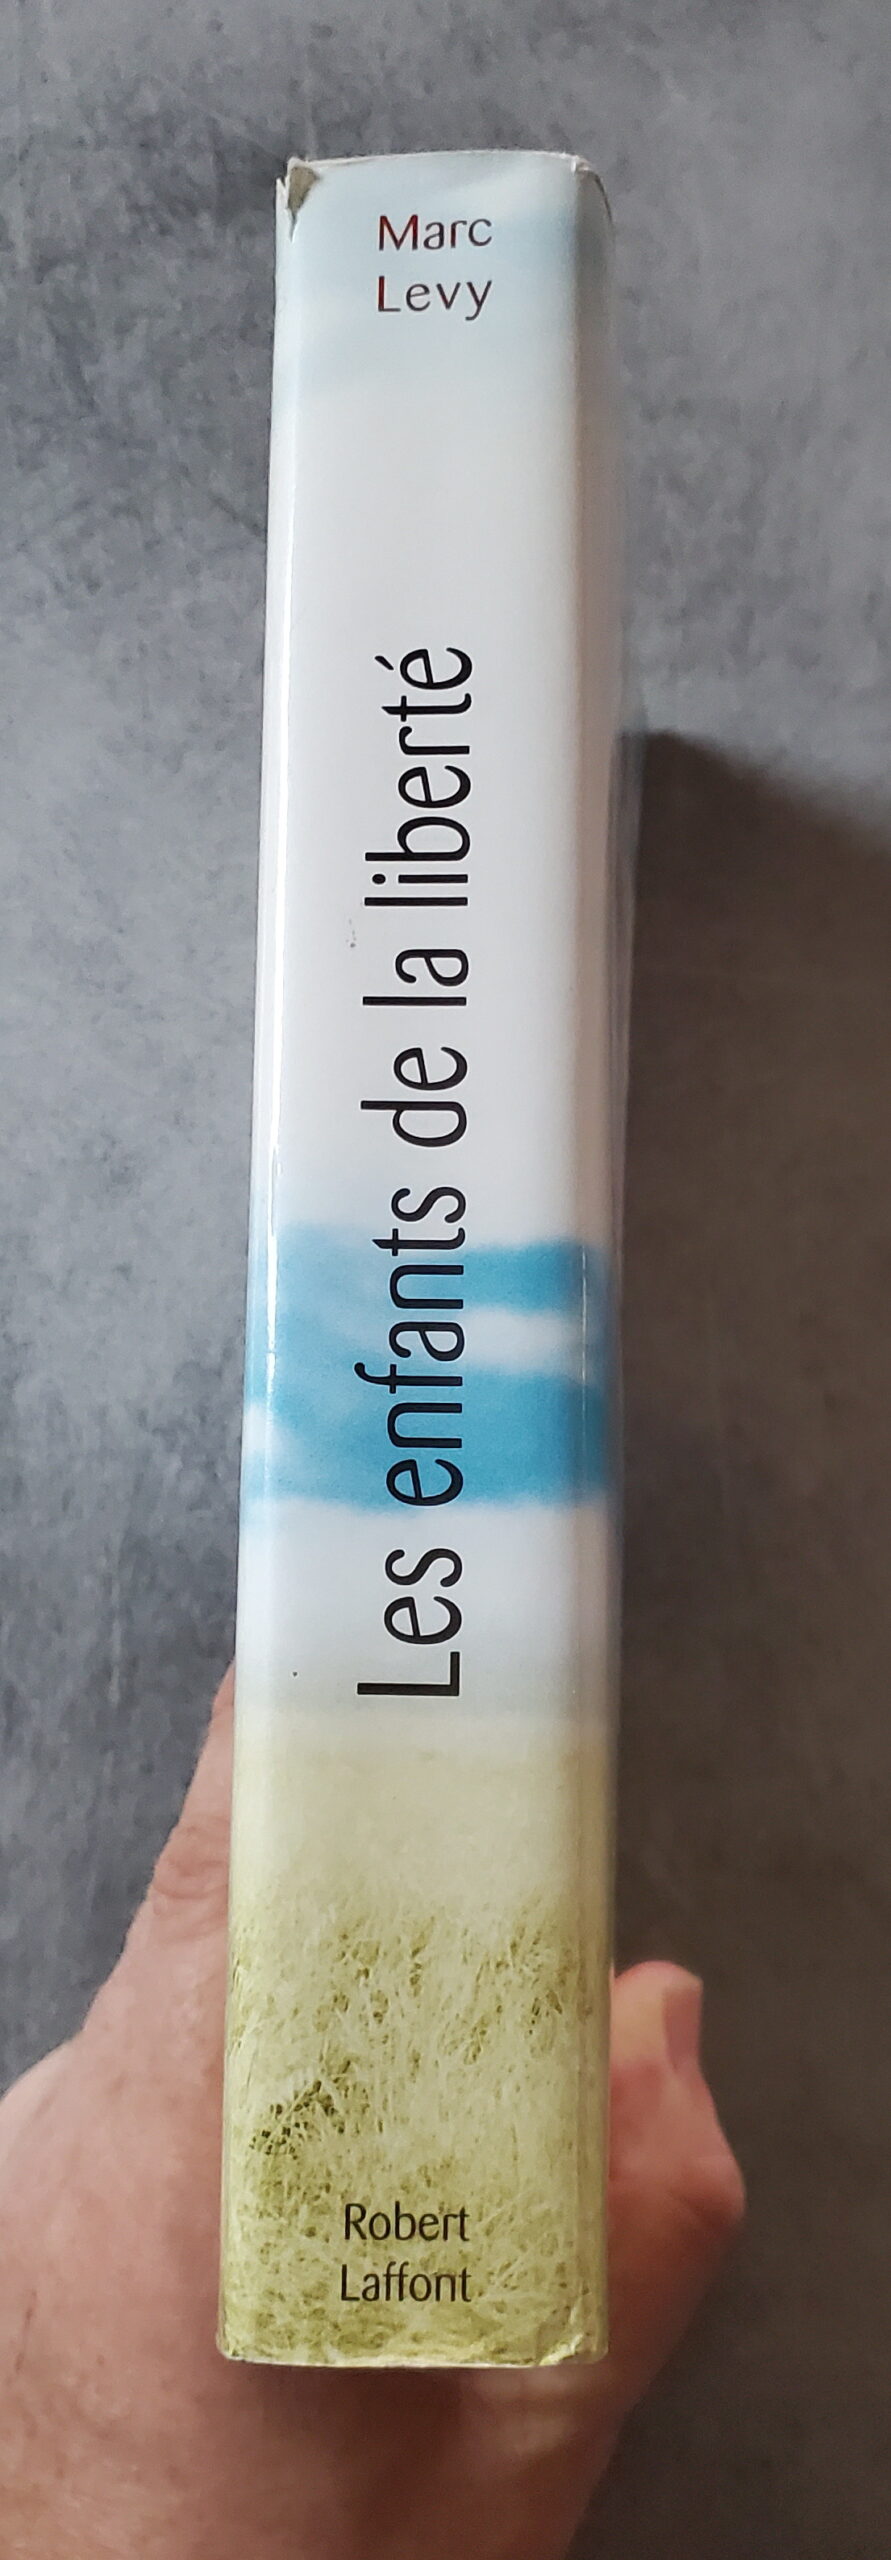 Marc
Levy
Les enfants de la liberté
Robert
Laffont